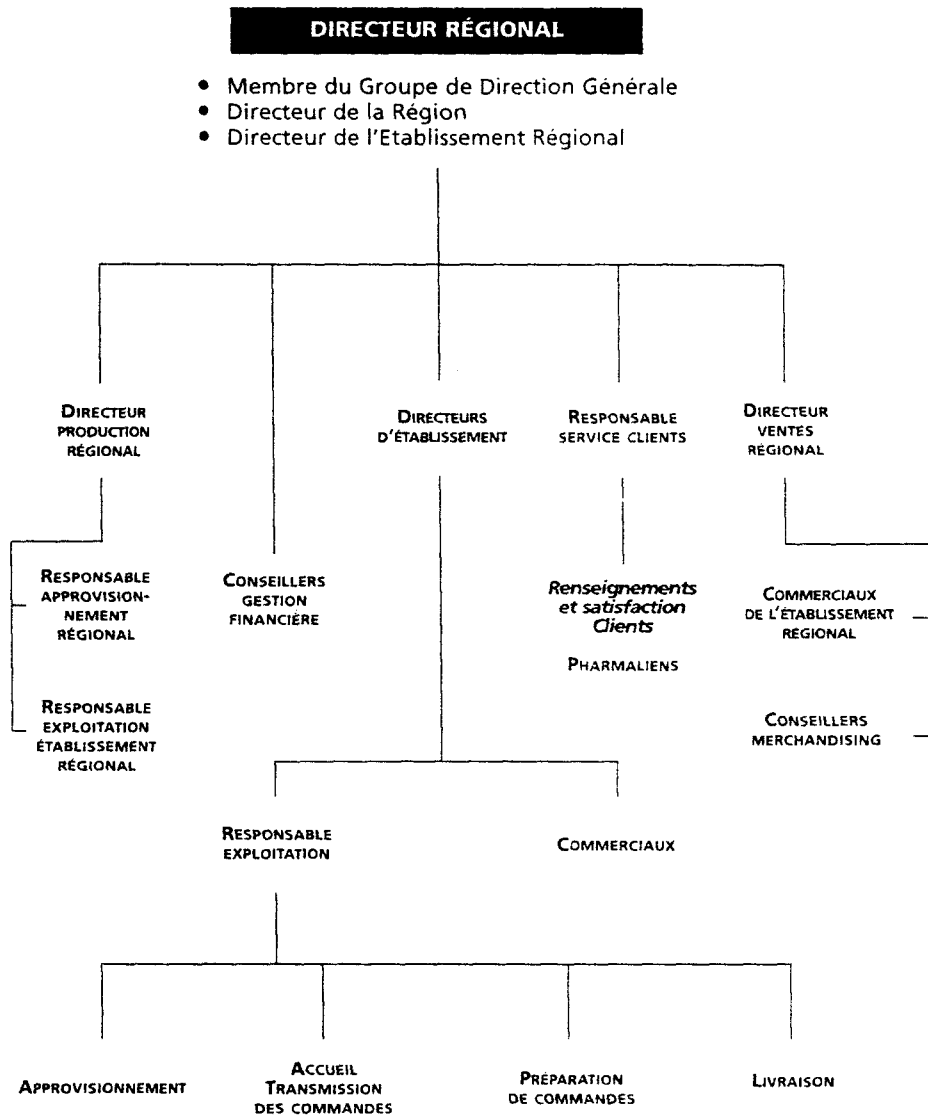 DIRECTEUR RÉGIONAL
• Membre du Groupe de Direction Générale
• Directeur de la Région
• Directeur de l'Etablissement Régional
DIRECTEUR
PRODUCTION
RÉGIONAL
DIRECTEURS
D'ÉTABLISSEMENT
RESPONSABLE
SERVICE CLIENTS
DIRECTEUR
VENTES
RÉGIONAL
RESPONSABLE
APPROVISION-
NEMENT
RÉGIONAL
CONSEILLERS
GESTION
FINANCIÈRE
Renseignements
et satisfaction
Clients
PHARMALIENS
COMMERCIAUX
DE L'ÉTABLISSEMENT
RÉGIONAL
RESPONSABLE
EXPLOITATION
ÉTABLISSEMENT
RÉGIONAL
CONSEILLERS
MERCHANDISING
RESPONSABLE
EXPLOITATION
COMMERCIAUX
APPROVISIONNEMENT
ACCUEIL
TRANSMISSION
DES COMMANDES
PRÉPARATION
DE COMMANDES
LIVRAISON